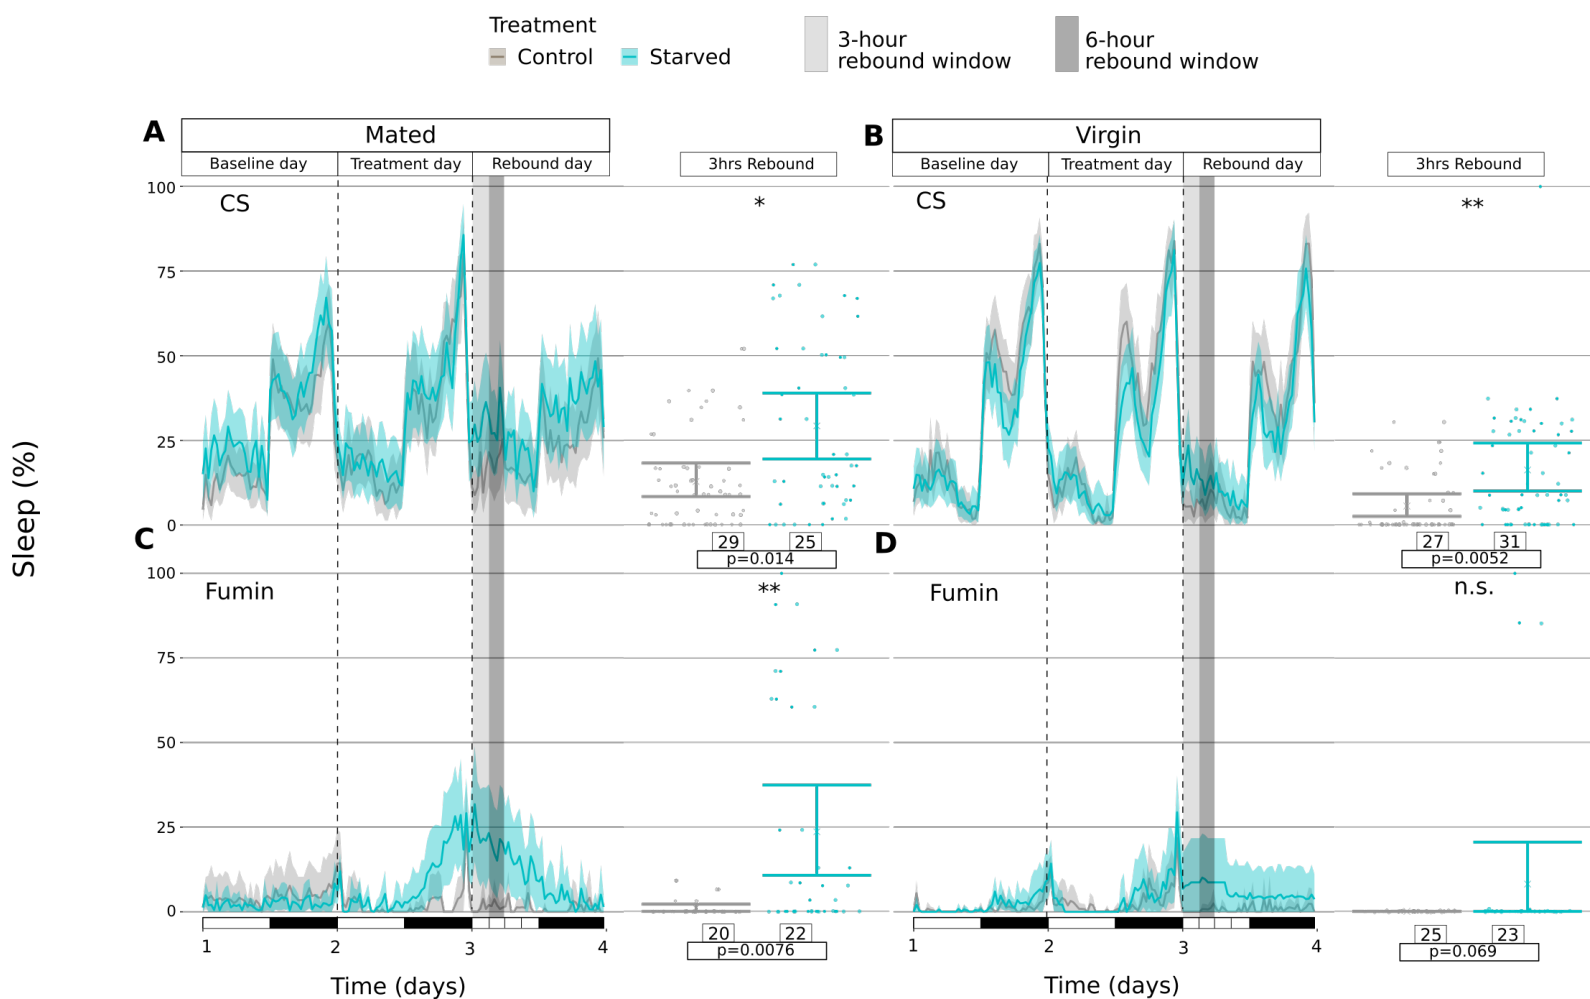 Treatment
Control
Starved
3-hour
rebound window
6-hour
rebound window
A
Mated
Baseline day
Treatment day
Rebound day
3hrs Rebound
B
Virgin
Baseline day
Treatment day
Rebound day
3hrs Rebound
Sleep (%)
100
75
50
25
0
CS
*
29
25
p=0.014
CS
**
27
31
p=0.0052
C
100
75
50
25
0
Fumin
**
20
22
p=0.0076
1
2
3
4
Time (days)
D
Fumin
n.s.
25
23
p=0.069
1
2
3
4
Time (days)